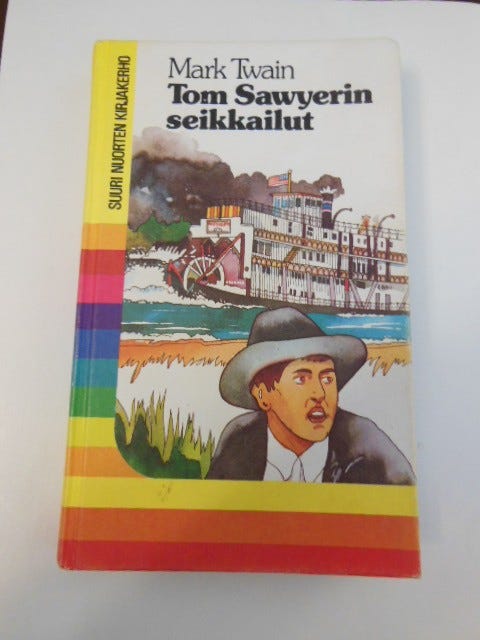 Mark Twain
Tom Sawyerin
seikkailut
SUURI NUORTEN KIRJAKERHO